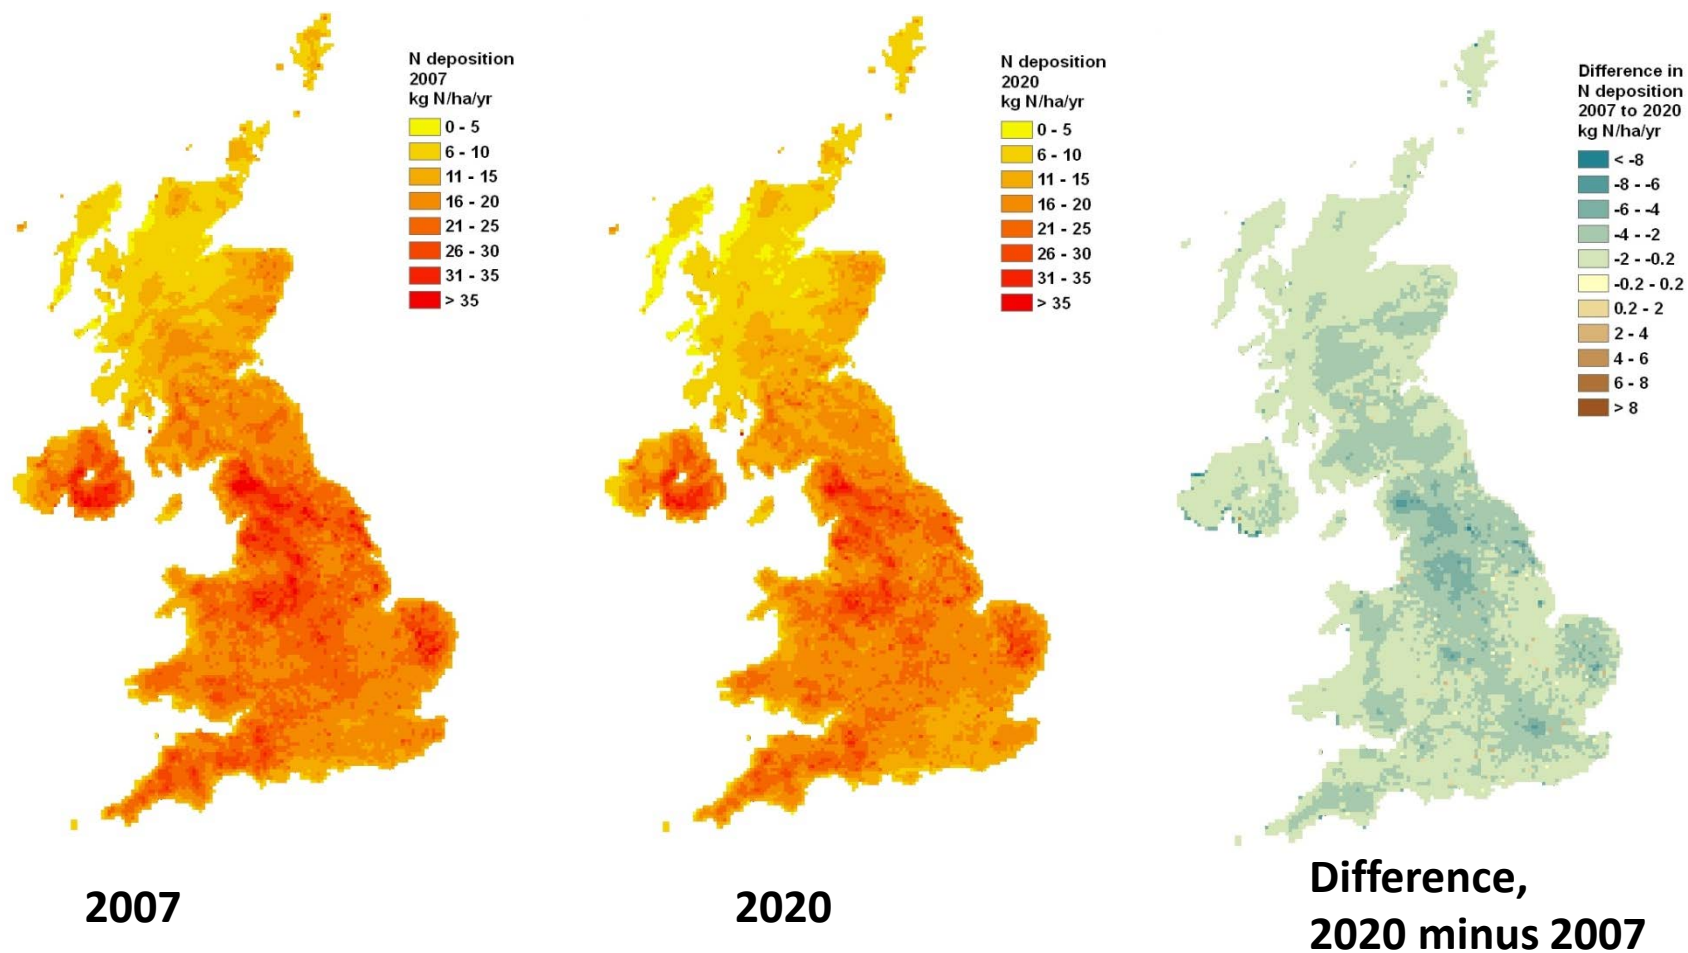 N deposition
2007
kg N/ha/yr
0 - 5
6 - 10
11 - 15
16 - 20
21 - 25
26 - 30
31 - 35
> 35
N deposition
2020
kg N/ha/yr
0 - 5
6 - 10
11 - 15
16 - 20
21 - 25
26 - 30
31 - 35
> 35
Difference in
N deposition
2007 to 2020
kg N/ha/yr
< -8
-8 - -6
-6 - -4
-4 - -2
-2 - -0.2
-0.2 - 0.2
0.2 - 2
2 - 4
4 - 6
6 - 8
> 8
2007
2020
Difference,
2020 minus 2007